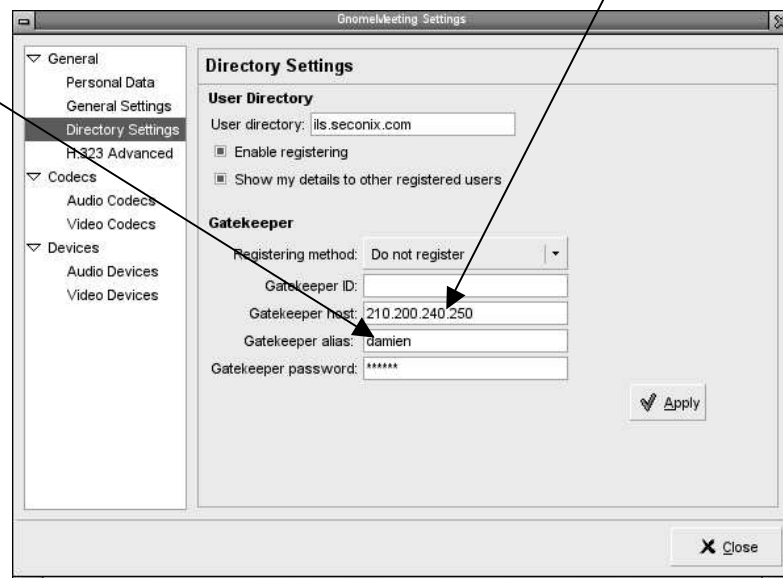 GnomeMeeting Settings
General
Personal Data
General Settings
Directory Settings
H.323 Advanced
Codecs
Audio Codecs
Video Codecs
Devices
Audio Devices
Video Devices
Directory Settings
User Directory
User directory: ils.seconix.com
Enable registering
Show my details to other registered users
Gatekeeper
Registering method: Do not register
Gatekeeper ID:
Gatekeeper host: 210.200.240.250
Gatekeeper alias: damien
Gatekeeper password: ******
Apply
Close